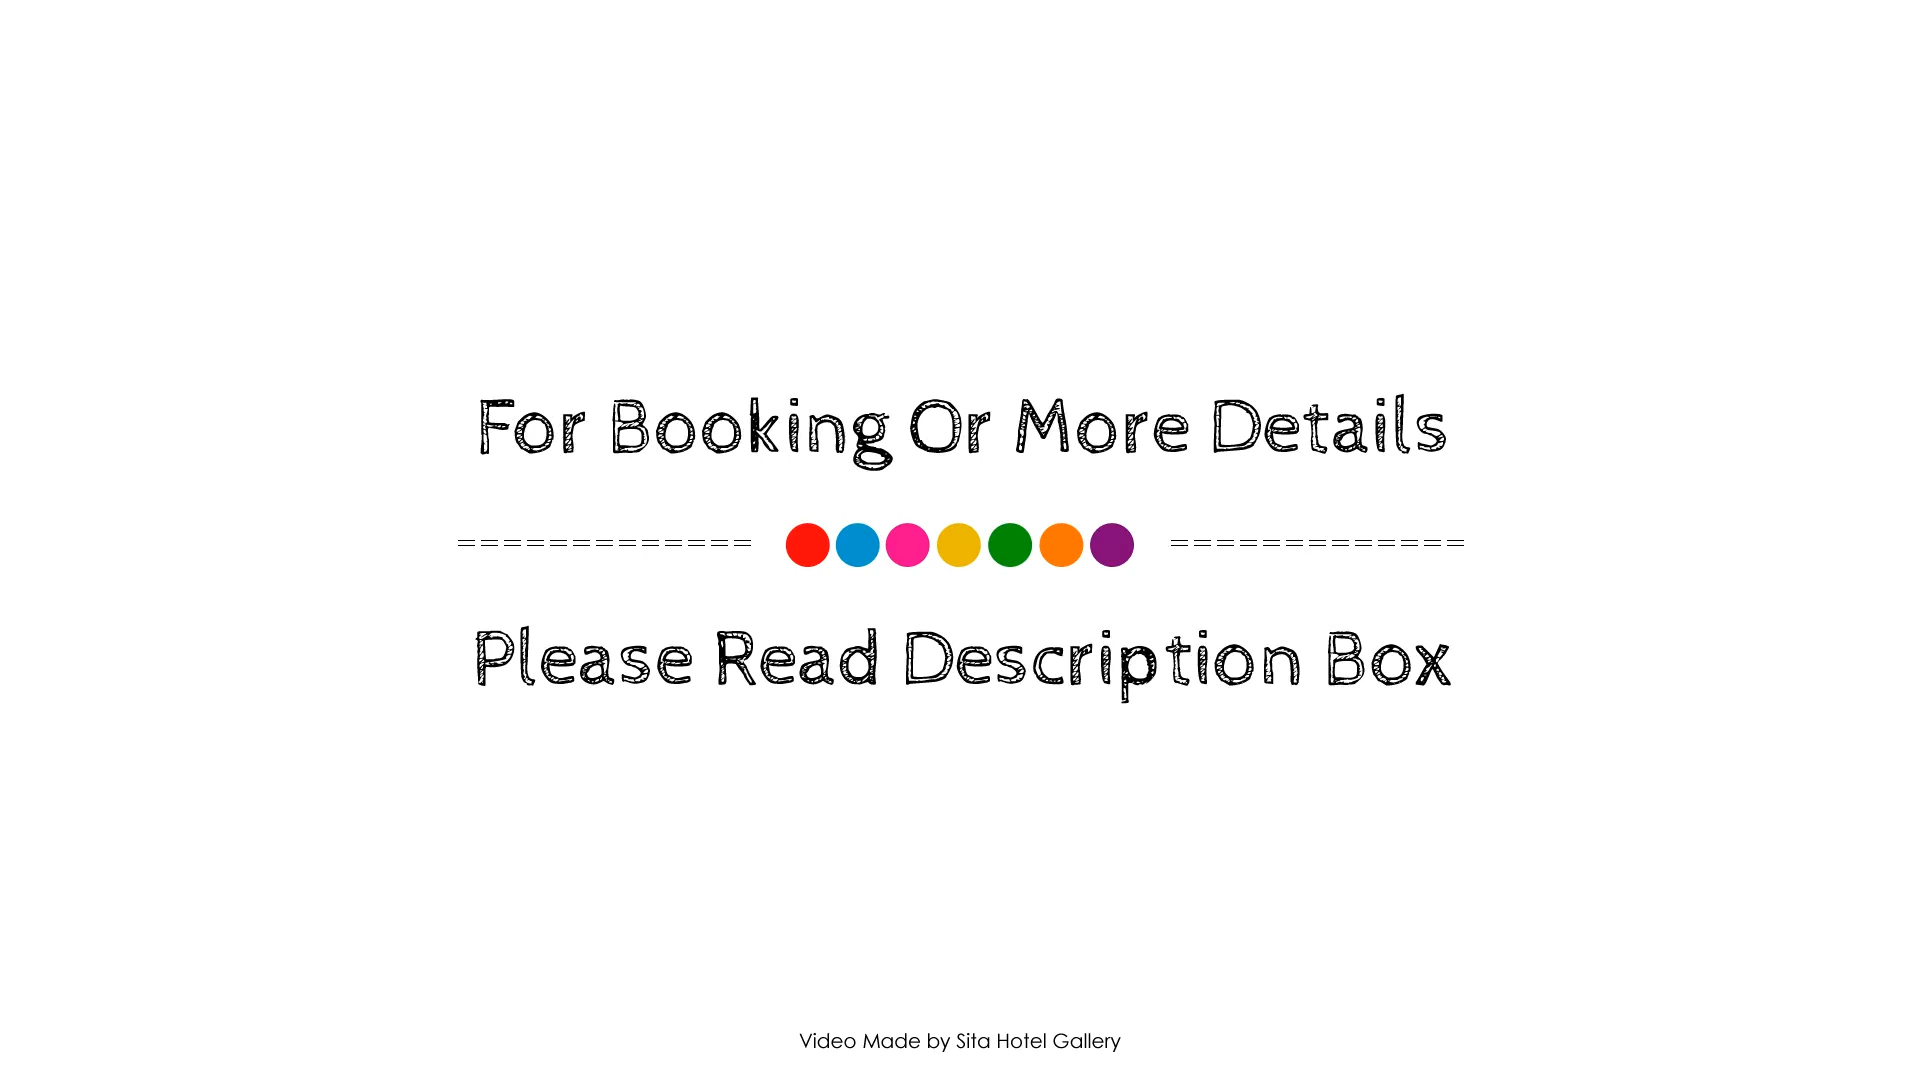 For Booking Or More Details
============= =============
Please Read Description Box
Video Made by Sita Hotel Gallery